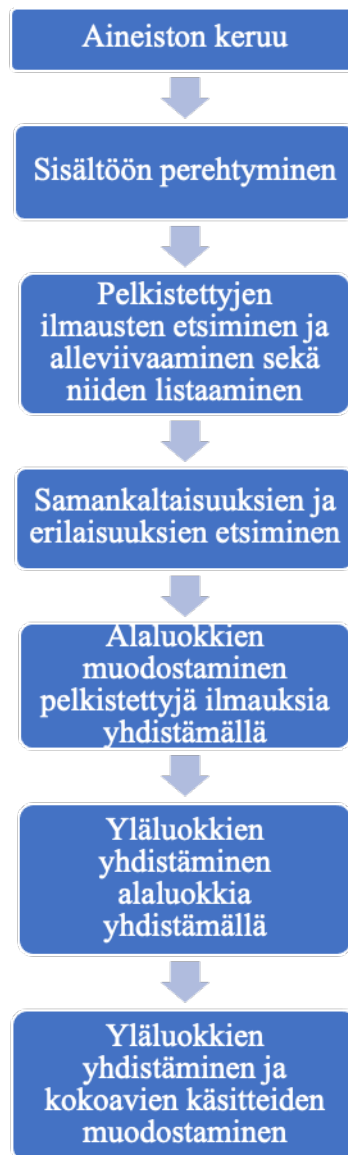 Aineiston keruu
Sisältöön perehtyminen
Pelkistettyjen
ilmausten etsiminen ja
alleviivaaminen sekä
niiden listaaminen
Samankaltaisuuksien ja
erilaisuuksien etsiminen
Alaluokkien
muodostaminen
pelkistettyjä ilmauksia
yhdistämällä
Yläluokkien
yhdistäminen
alaluokkia
yhdistämällä
Yläluokkien
yhdistäminen ja
kokoavien käsitteiden
muodostaminen